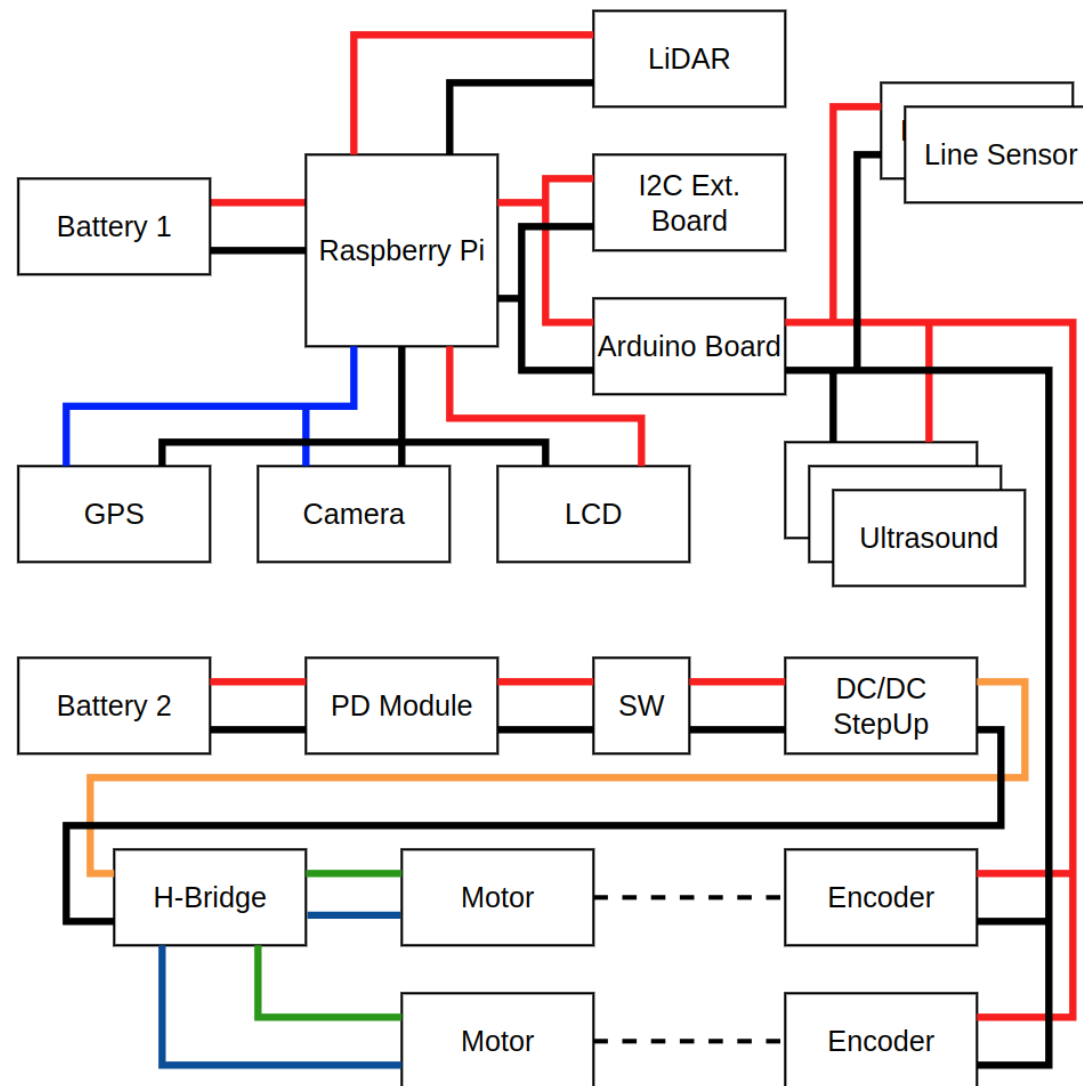 LiDAR
Line Sensor
I2C Ext.
Board
Battery 1
Raspberry Pi
Arduino Board
GPS
Camera
LCD
Ultrasound
Battery 2
PD Module
SW
DC/DC
StepUp
H-Bridge
Motor
Encoder
Motor
Encoder